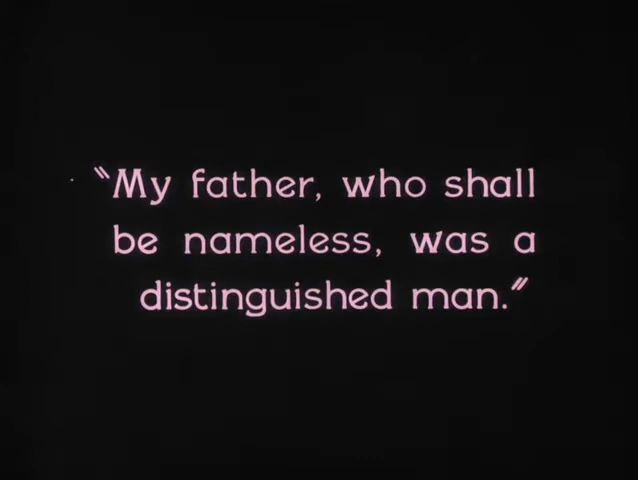 "My father, who shall
be nameless, was a
distinguished man."